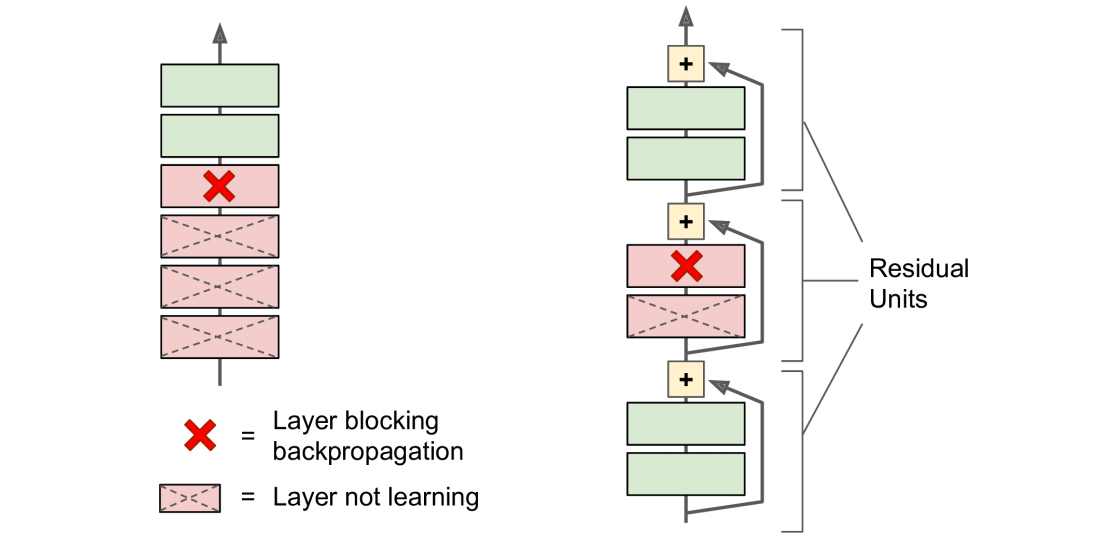 +
+
+
Residual
Units
= Layer blocking
backpropagation
= Layer not learning